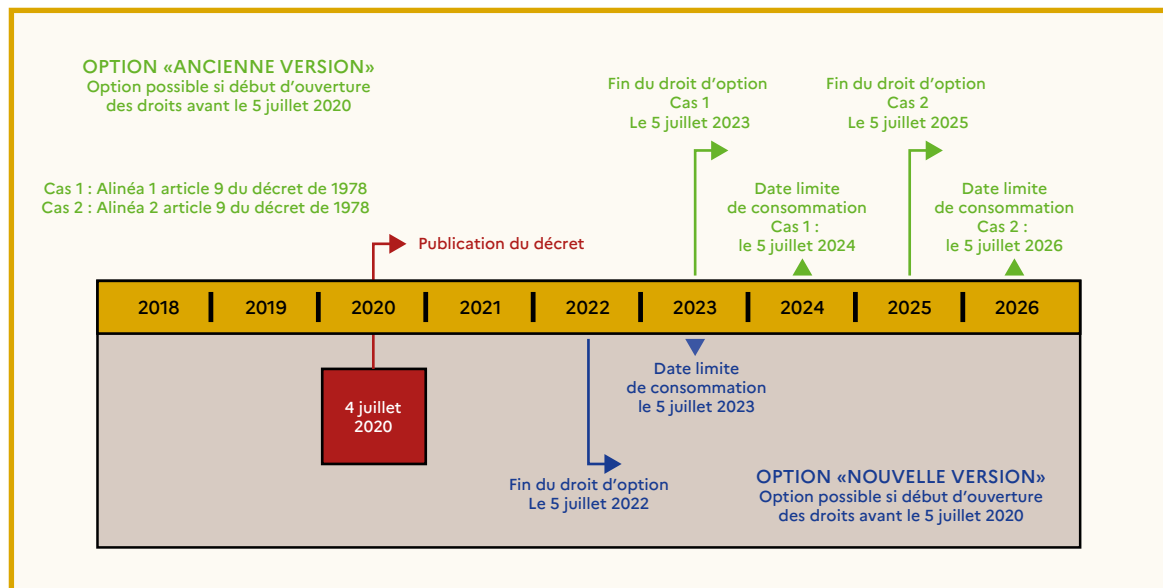 OPTION «ANCIENNE VERSION»
Option possible si début d'ouverture
des droits avant le 5 juillet 2020
Fin du droit d'option
Cas 1
Le 5 juillet 2023
Fin du droit d'option
Cas 2
Le 5 juillet 2025
Cas 1 : Alinéa 1 article 9 du décret de 1978
Cas 2 : Alinéa 2 article 9 du décret de 1978
Date limite
de consommation
Cas 1 :
le 5 juillet 2024
Date limite
de consommation
Cas 2 :
le 5 juillet 2026
Publication du décret
2018
2019
2020
2021
2022
2023
2024
2025
2026
4 juillet
2020
Date limite
de consommation
le 5 juillet 2023
Fin du droit d'option
Le 5 juillet 2022
OPTION «NOUVELLE VERSION»
Option possible si début d'ouverture
des droits avant le 5 juillet 2020